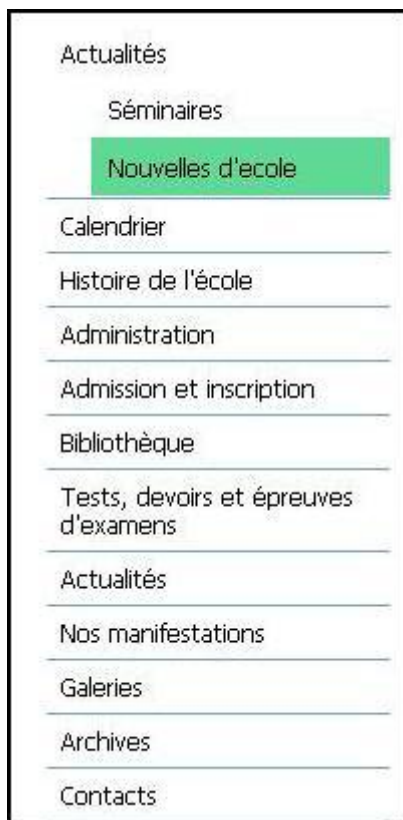 Actualités
Séminaires
Nouvelles d'ecole
Calendrier
Histoire de l'école
Administration
Admission et inscription
Bibliothèque
Tests, devoirs et épreuves
d'examens
Actualités
Nos manifestations
Galeries
Archives
Contacts